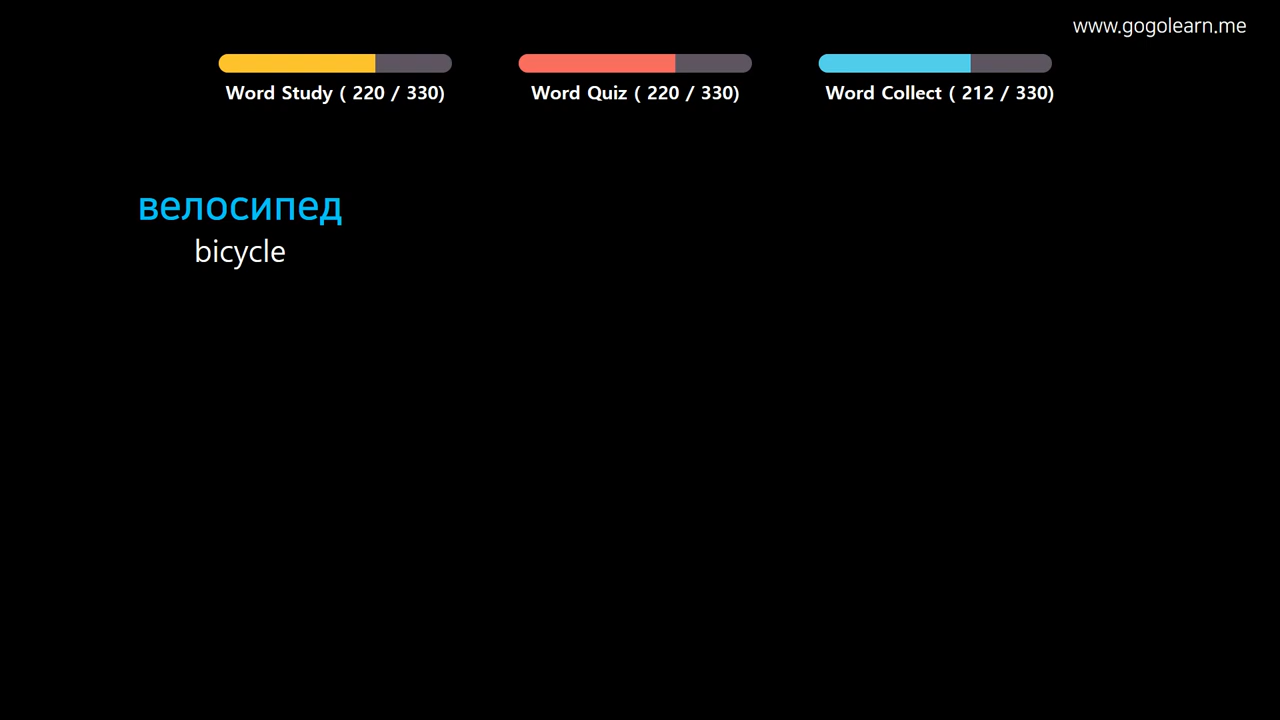 www.gogolearn.me
Word Study ( 220 / 330)
Word Quiz ( 220 / 330)
Word Collect ( 212 / 330)
велосипед
bicycle